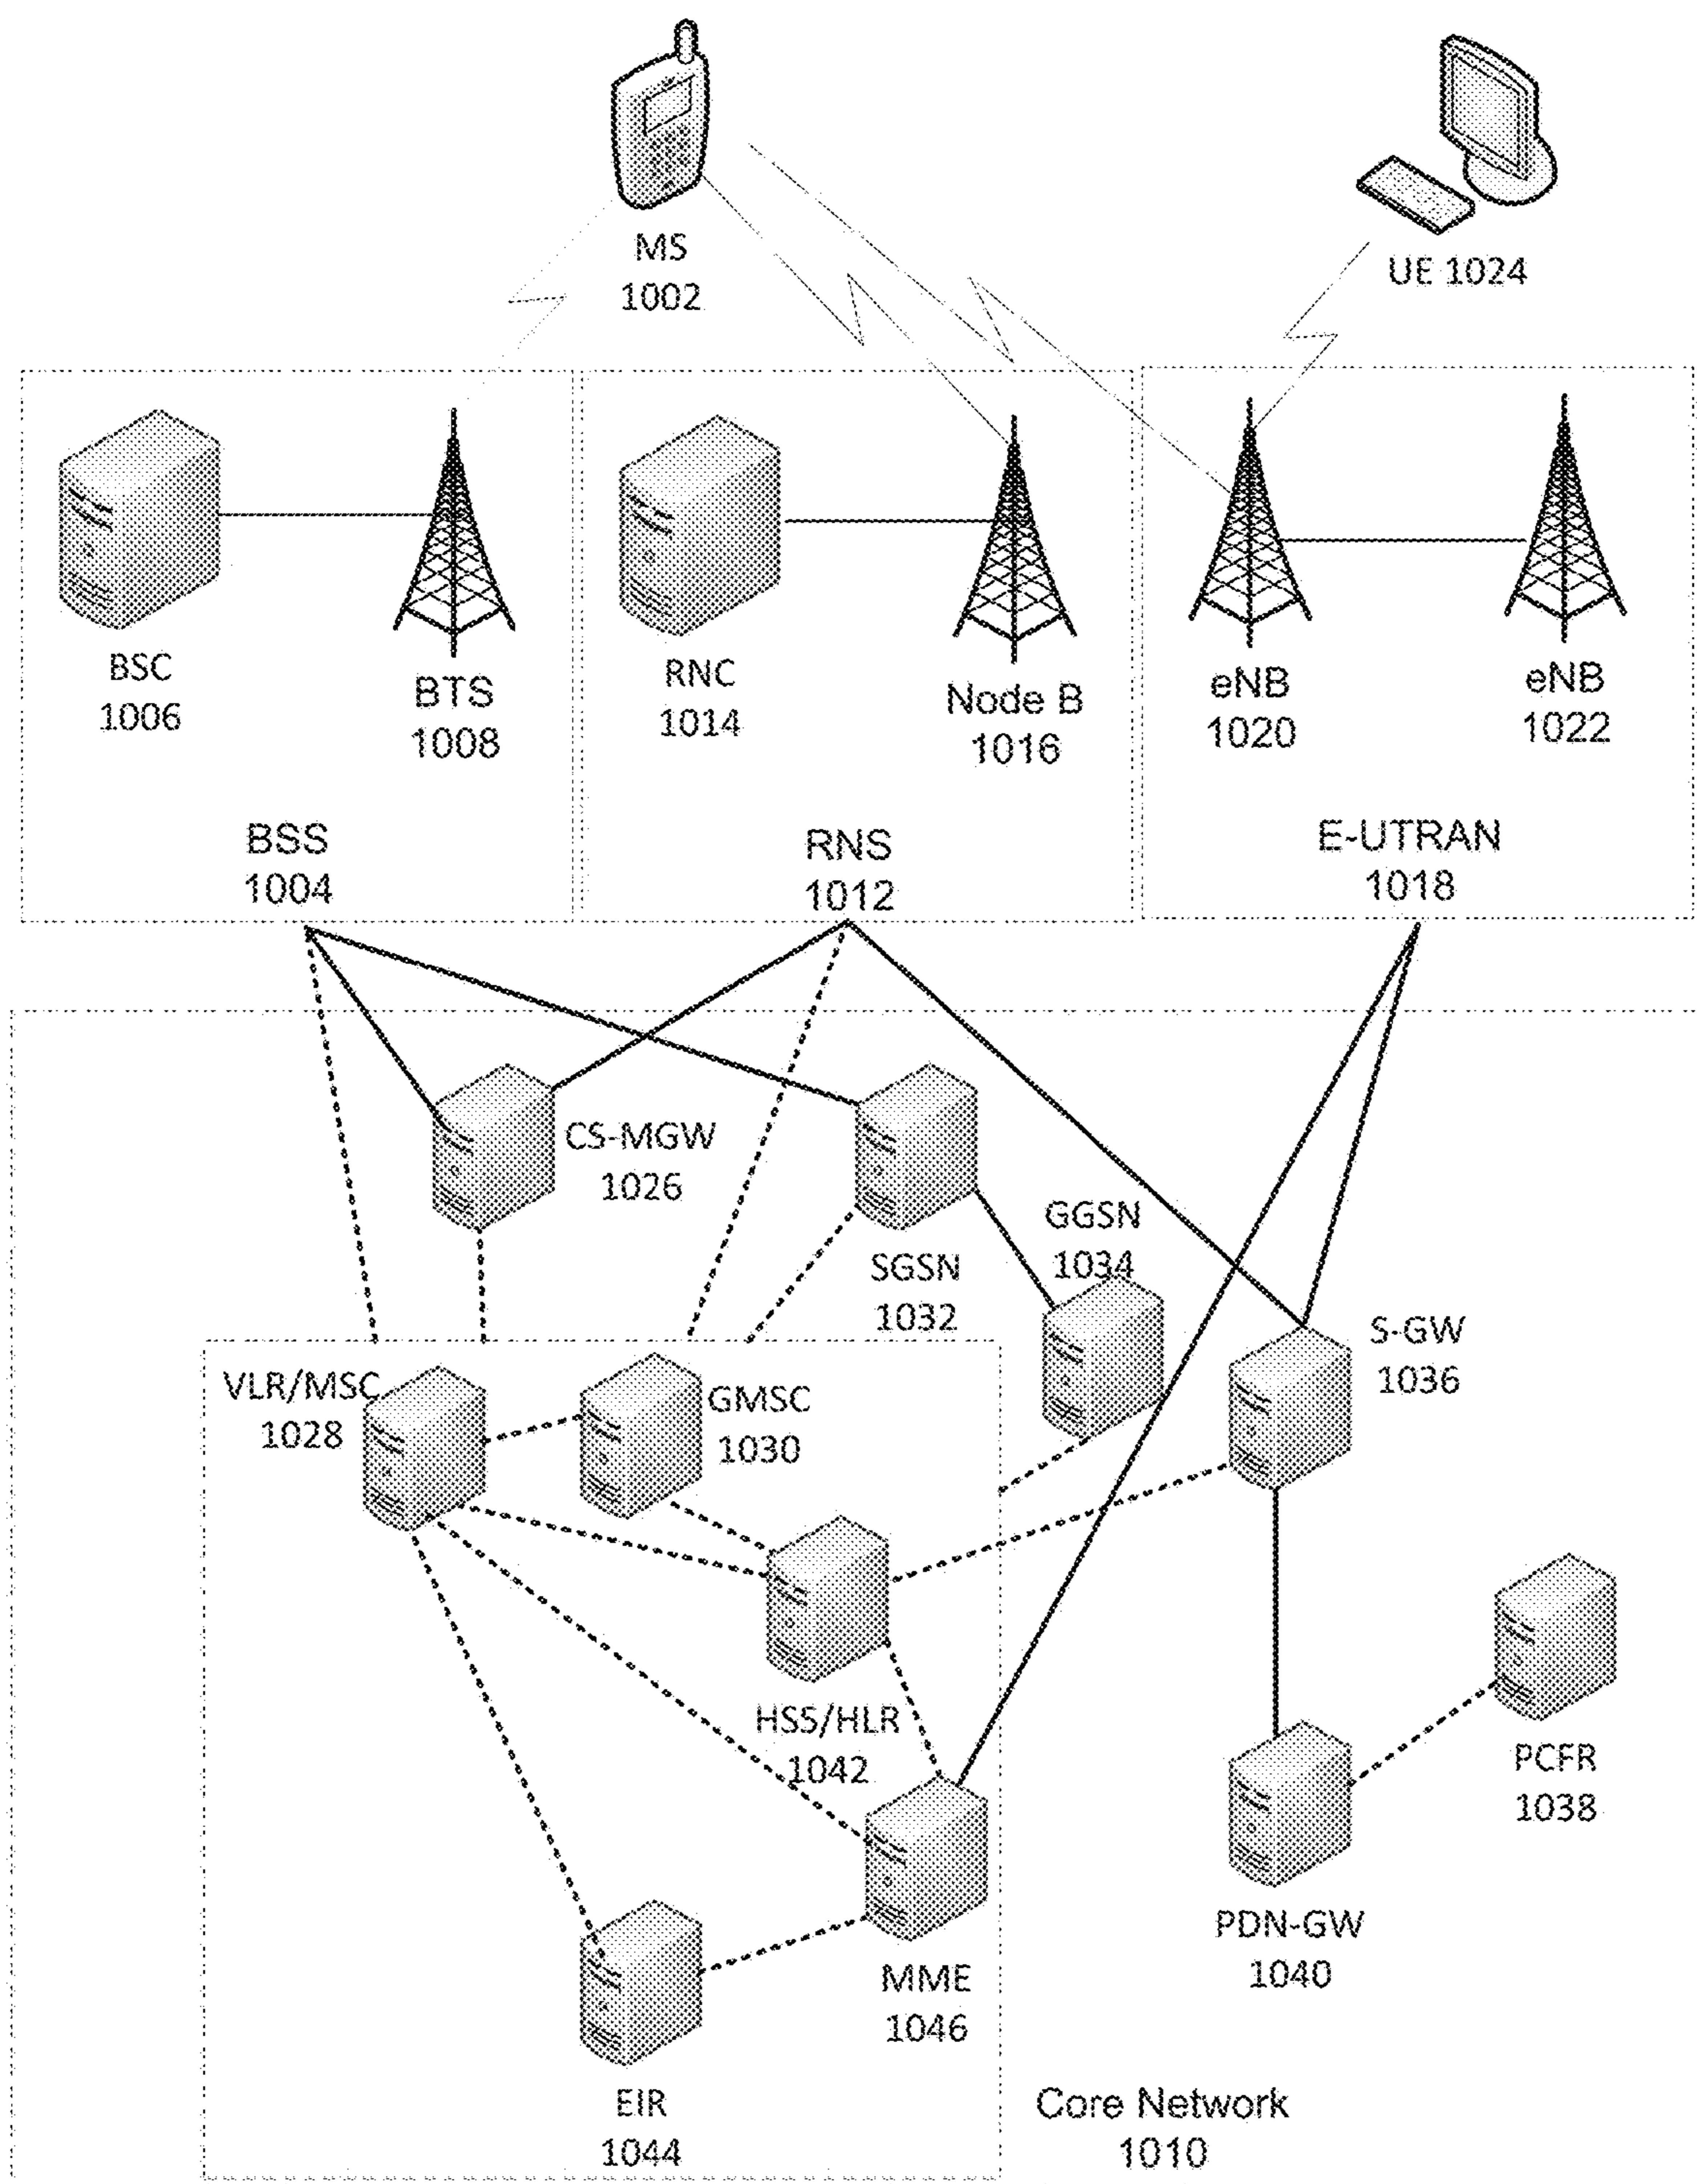 MS
1002
UE 1024
BSC
1006
BTS
1008
RNC
1014
Node B
1016
eNB
1020
eNB
1022
BSS
1004
RNS
1012
E-UTRAN
1018
CS-MGW
1026
SGSN
1032
GGSN
1034
S-GW
1036
VLR/MSC
1028
GMSC
1030
HSS/HLR
1042
PCFR
1038
PDN-GW
1040
MME
1046
EIR
1044
Core Network
1010